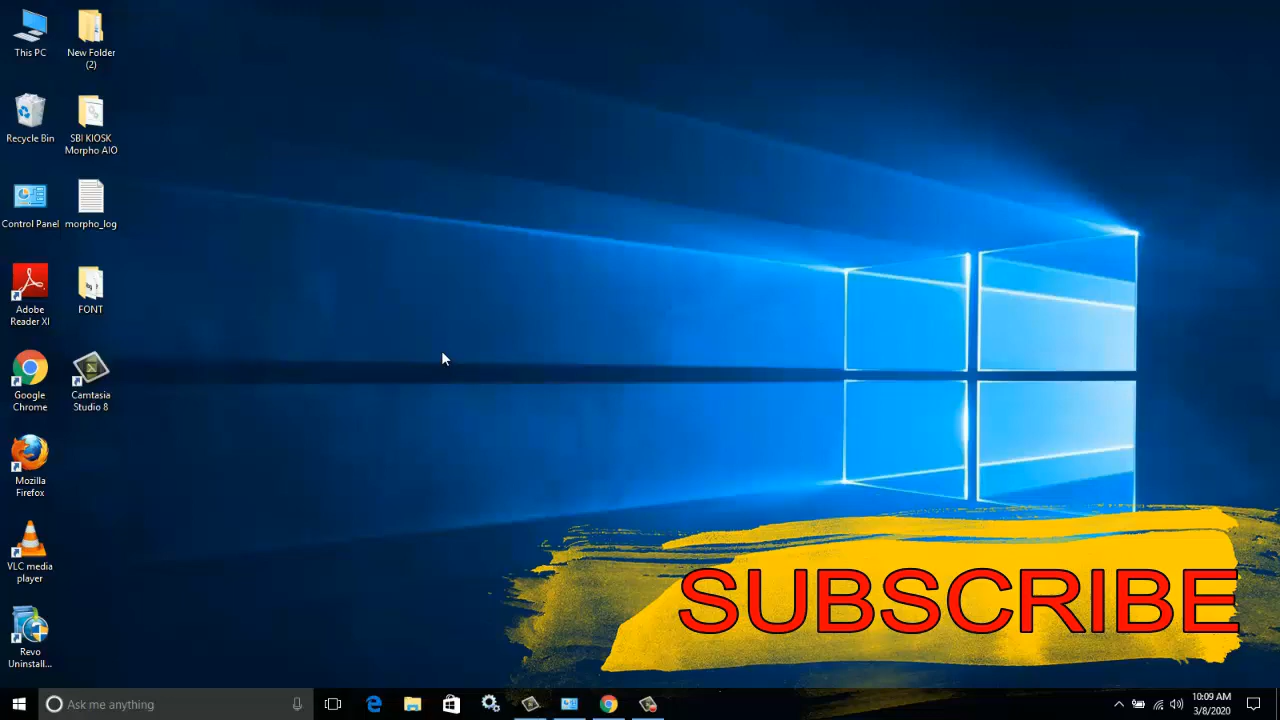 This PC
New Folder
(2)
Recycle Bin
SBI KIOSK
Morpho AIO
Control Panel
morpho_log
Adobe
Reader XI
FONT
Google
Chrome
Camtasia
Studio 8
Mozilla
Firefox
VLC media
player
Revo
Uninstall...
SUBSCRIBE
Ask me anything
10:09 AM
3/8/2020